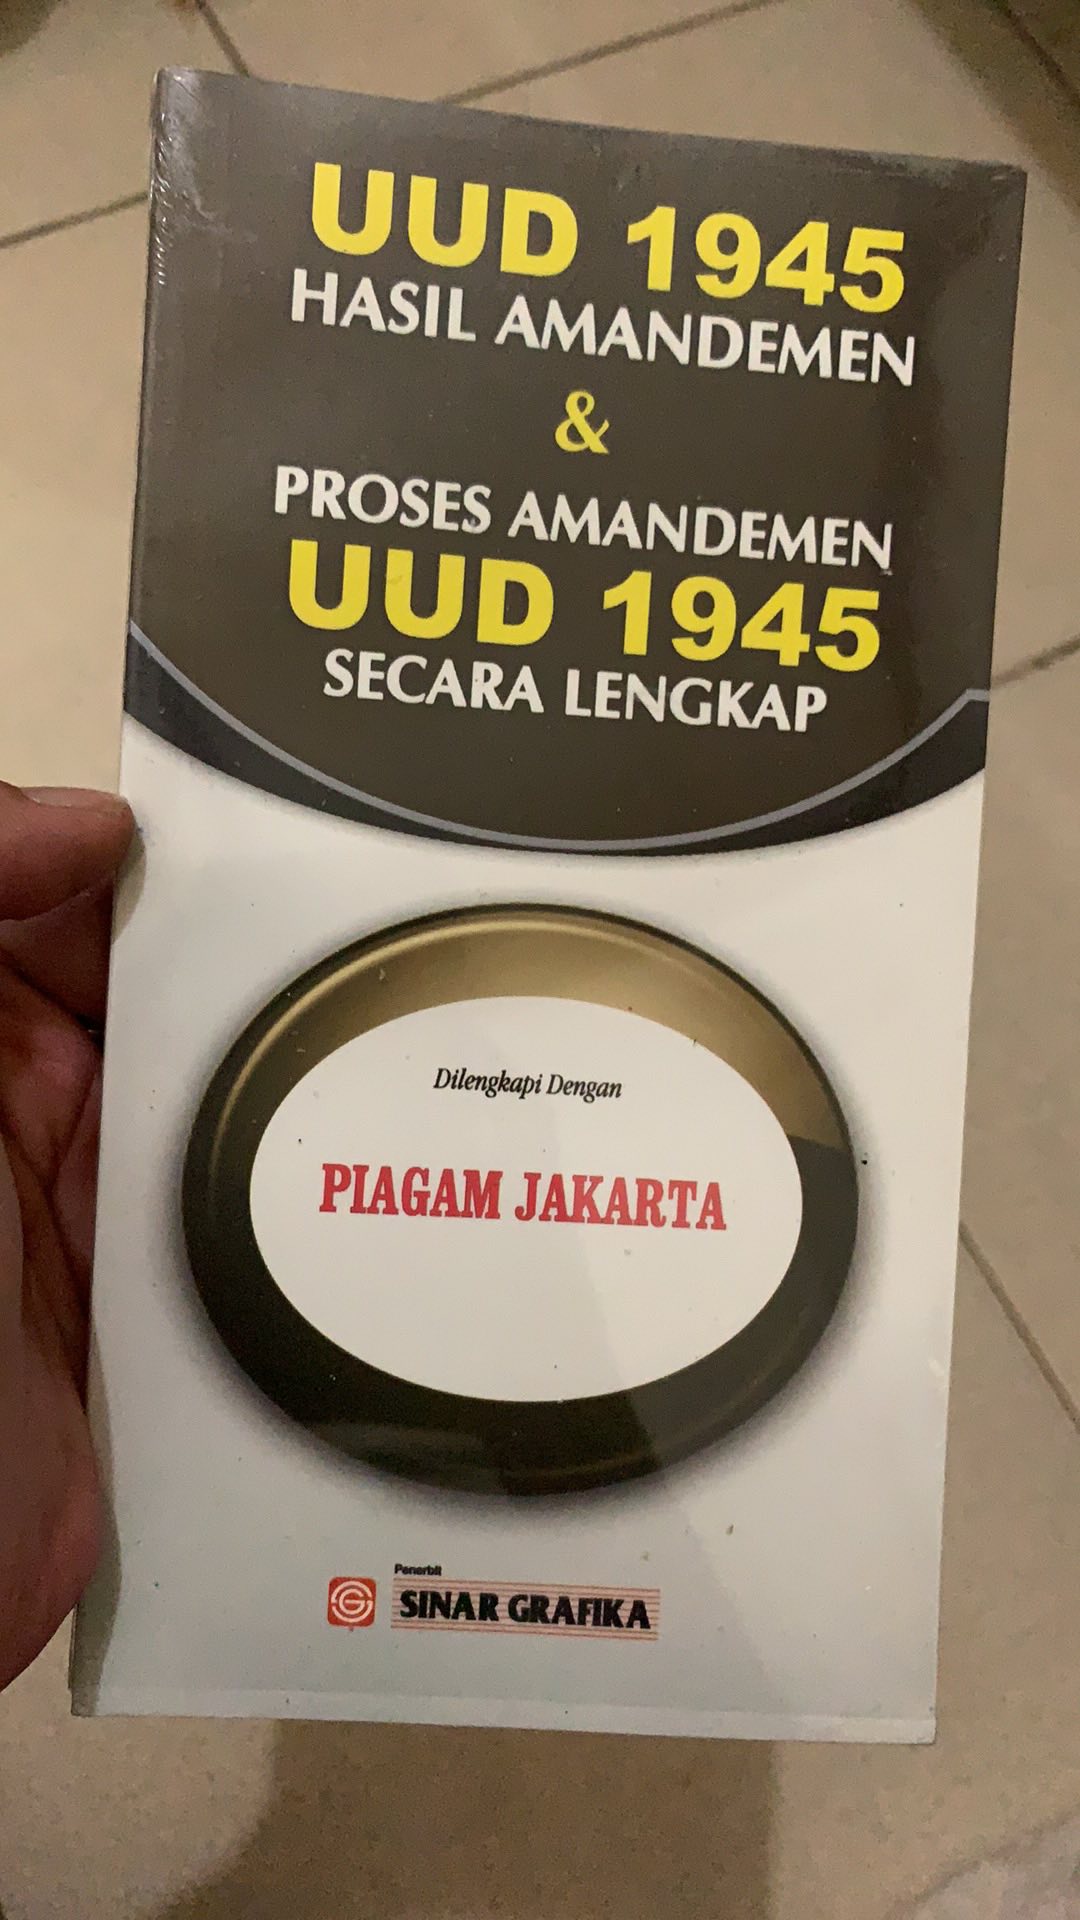 UUD 1945
HASIL AMANDEMEN
&
PROSES AMANDEMEN
UUD 1945
SECARA LENGKAP
Dilengkapi Dengan
PIAGAM JAKARTA
Penerbit
SINAR GRAFIKA